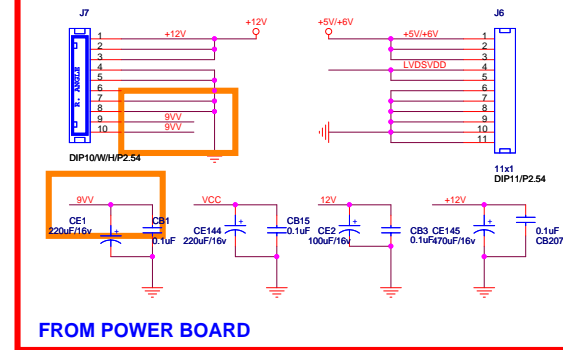 J7
J6
+12V
+5V/+6V
1
+12V
+5V/+6V
1
2
2
3
3
4
LVDSVDD
4
5
5
6
6
7
7
8
8
9
9VV
9
10
9VV
10
11
R. ANGLE
DIP10/W/H/P2.54
11x1
DIP11/P2.54
9VV
VCC
12V
+12V
CE1
220uF/16v
+
CB1
0.1uF
CE144
220uF/16v
+
CB15
0.1uF
CE2
100uF/16v
+
CB3
0.1uF
CE145
470uF/16v
+
0.1uF
CB207
FROM POWER BOARD